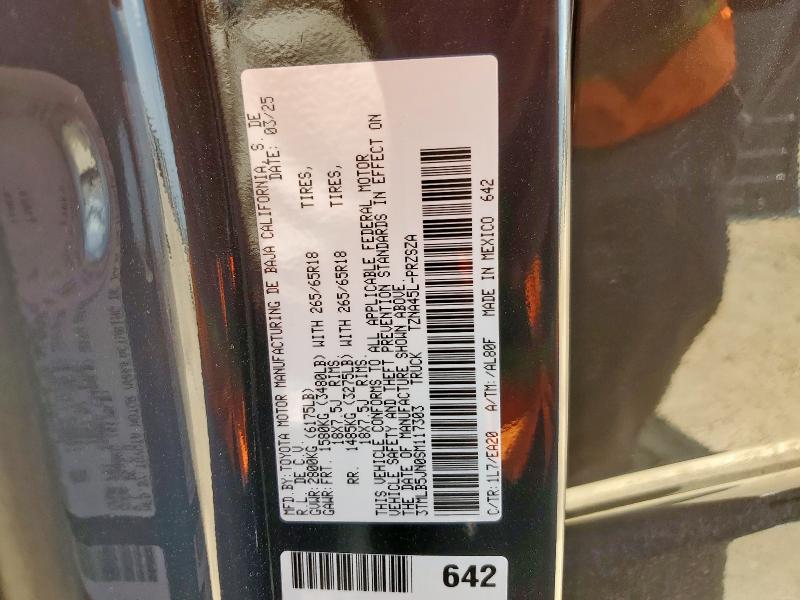 MFD BY: TOYOTA MOTOR MANUFACTURING DE BAJA CALIFORNIA, S. DE
R. L. DE C. V. DATE: 03/25
GVWR: 2800KG (6175LB)
GAWR: FRT. 1580KG (3480LB) WITH 265/65R18 TIRES,
18X7.5J RIMS.
RR. 1485KG (3275LB) WITH 265/65R18 TIRES,
18X7.5J RIMS.
THIS VEHICLE CONFORMS TO ALL APPLICABLE FEDERAL MOTOR
VEHICLE SAFETY AND THEFT PREVENTION STANDARDS IN EFFECT ON
THE DATE OF MANUFACTURE SHOWN ABOVE.
3TMLB5JN0SM117303 TRUCK TZNA45L-PRZSZA
C/TR: 1L7/EA20 A/TM: /AL80F MADE IN MEXICO 642
642